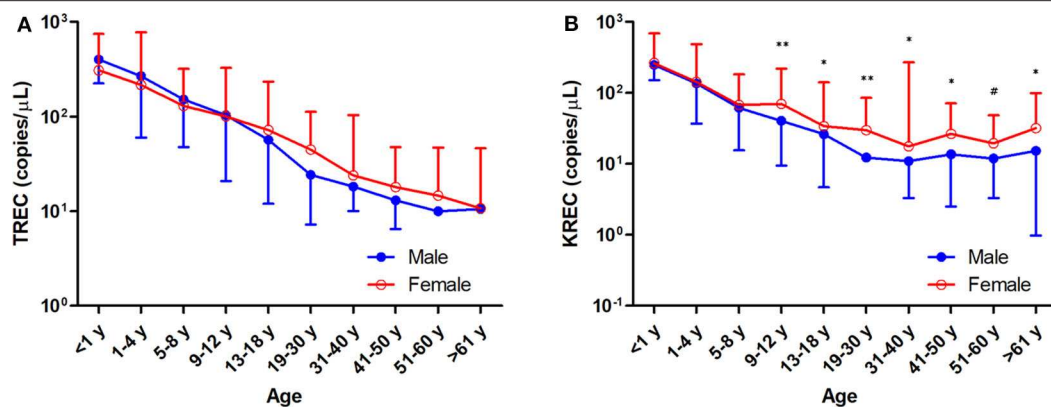 A
TREC (copies/μL)
10³
10²
10¹
10⁰
Male
Female
<1 y
1-4 y
5-8 y
9-12 y
13-18 y
19-30 y
31-40 y
41-50 y
51-60 y
>61 y
Age
B
KREC (copies/μL)
10³
10²
10¹
10⁰
10⁻¹
**
*
**
*
*
#
*
Male
Female
<1 y
1-4 y
5-8 y
9-12 y
13-18 y
19-30 y
31-40 y
41-50 y
51-60 y
>61 y
Age